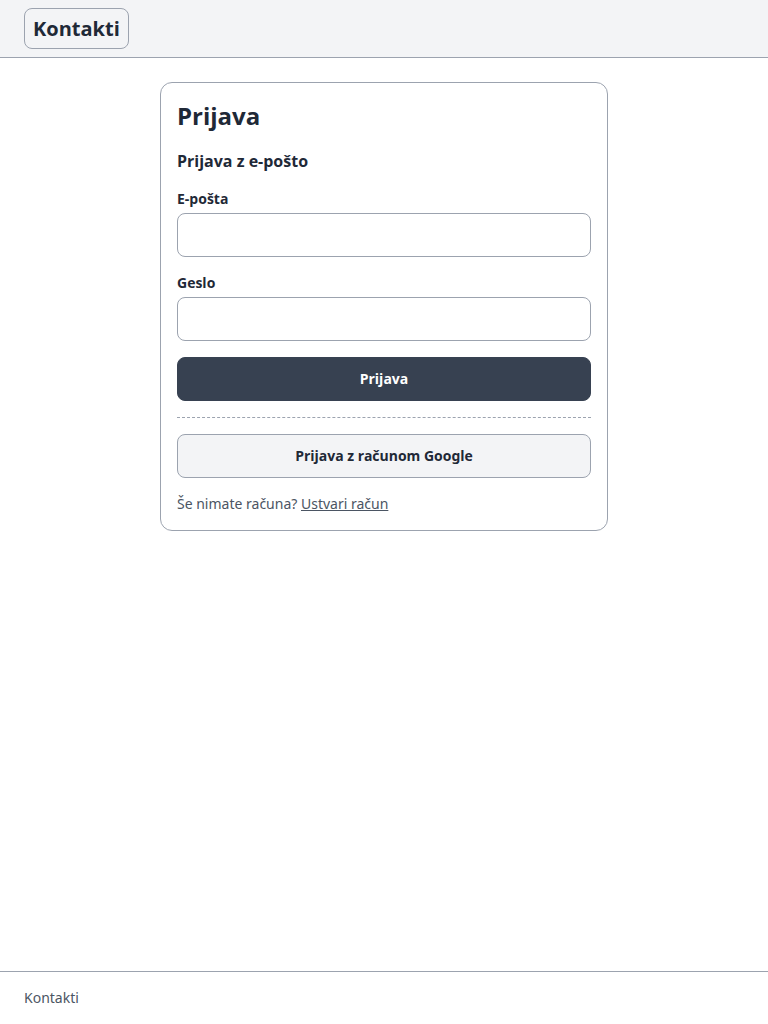 Kontakti
Prijava
Prijava z e-pošto
E-pošta
Geslo
Prijava
Prijava z računom Google
Še nimate računa? Ustvari račun
Kontakti